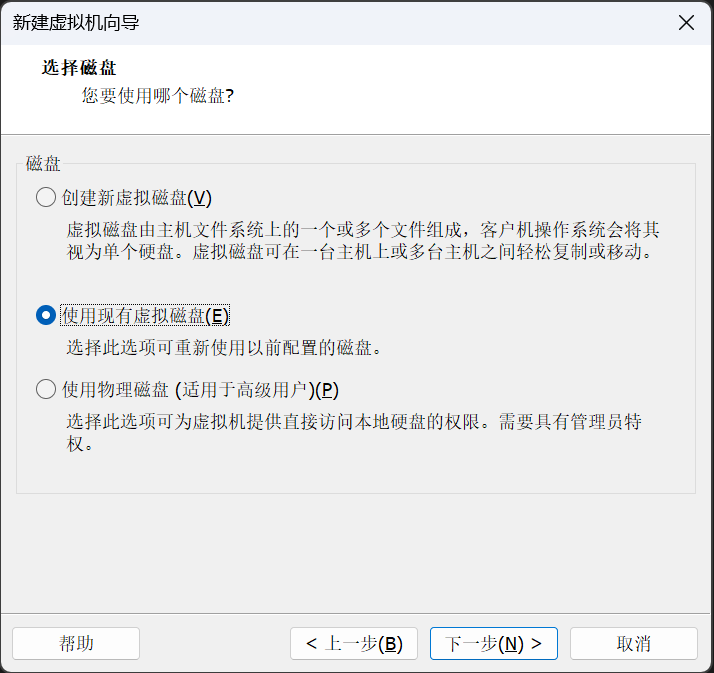 新建虚拟机向导
选择磁盘
您要使用哪个磁盘?
磁盘
创建新虚拟磁盘(V)
虚拟磁盘由主机文件系统上的一个或多个文件组成，客户机操作系统会将其
视为单个硬盘。虚拟磁盘可在一台主机上或多台主机之间轻松复制或移动。
使用现有虚拟磁盘(E)
选择此选项可重新使用以前配置的磁盘。
使用物理磁盘 (适用于高级用户)(P)
选择此选项可为虚拟机提供直接访问本地硬盘的权限。需要具有管理员特
权。
帮助
< 上一步(B)
下一步(N) >
取消